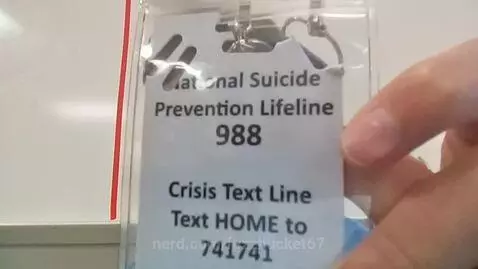 National Suicide
Prevention Lifeline
988
Crisis Text Line
Text HOME to
741741